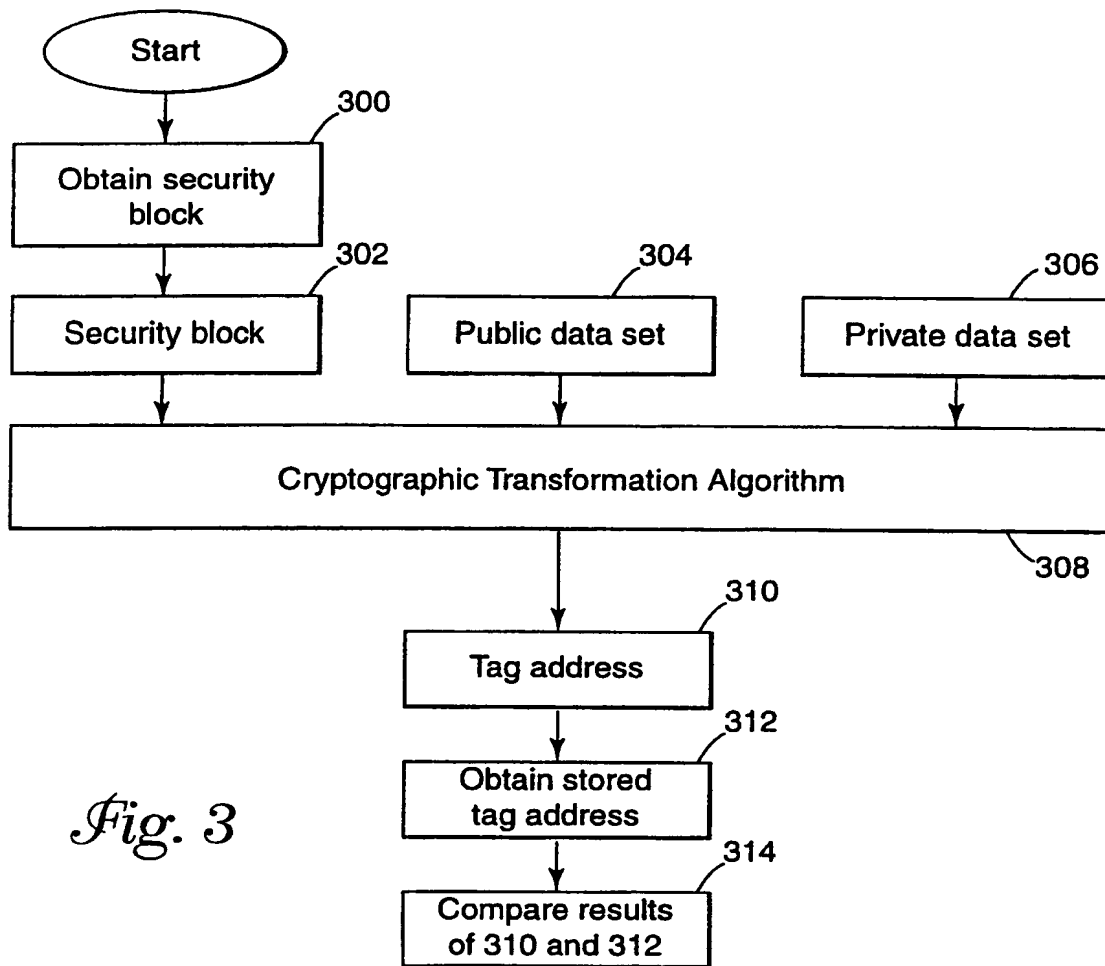 Start
300
Obtain security
block
302
304
306
Security block
Public data set
Private data set
Cryptographic Transformation Algorithm
308
310
Tag address
312
Obtain stored
tag address
314
Compare results
of 310 and 312
Fig. 3